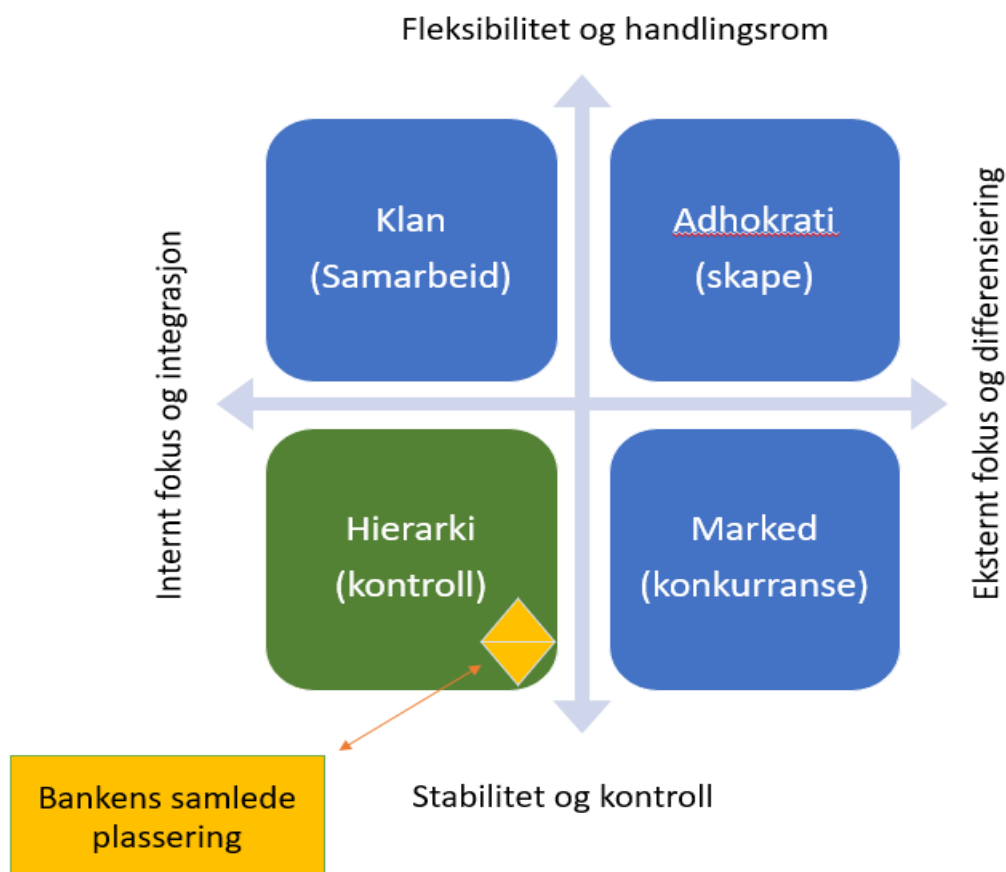 Fleksibilitet og handlingsrom
Klan
(Samarbeid)
Adhokrati
(skape)
Internt fokus og integrasjon
Eksternt fokus og differensiering
Hierarki
(kontroll)
Marked
(konkurranse)
Bankens samlede
plassering
Stabilitet og kontroll